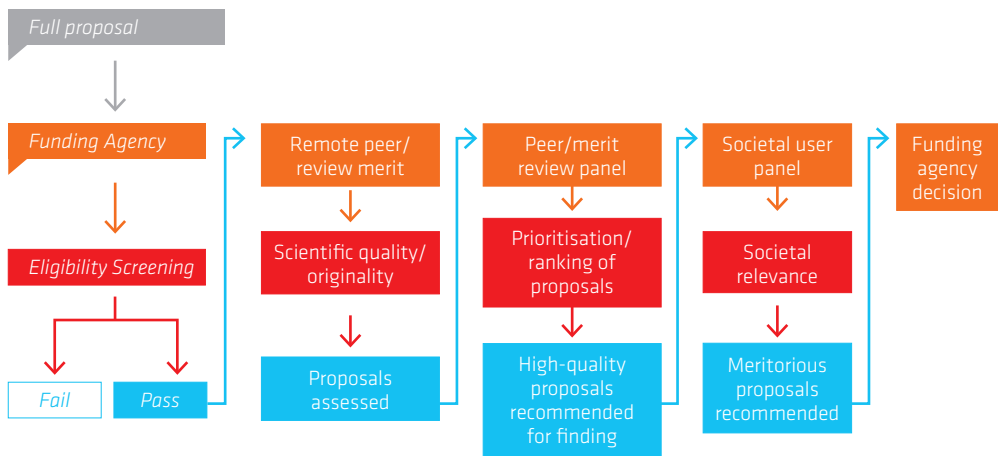 Full proposal
Funding Agency
Eligibility Screening
Fail
Pass
Remote peer/
review merit
Scientific quality/
originality
Proposals
assessed
Peer/merit
review panel
Prioritisation/
ranking of
proposals
High-quality
proposals
recommended
for finding
Societal user
panel
Societal
relevance
Meritorious
proposals
recommended
Funding
agency
decision